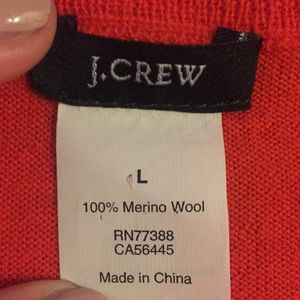 J.CREW
L
100% Merino Wool
RN77388
CA56445
Made in China